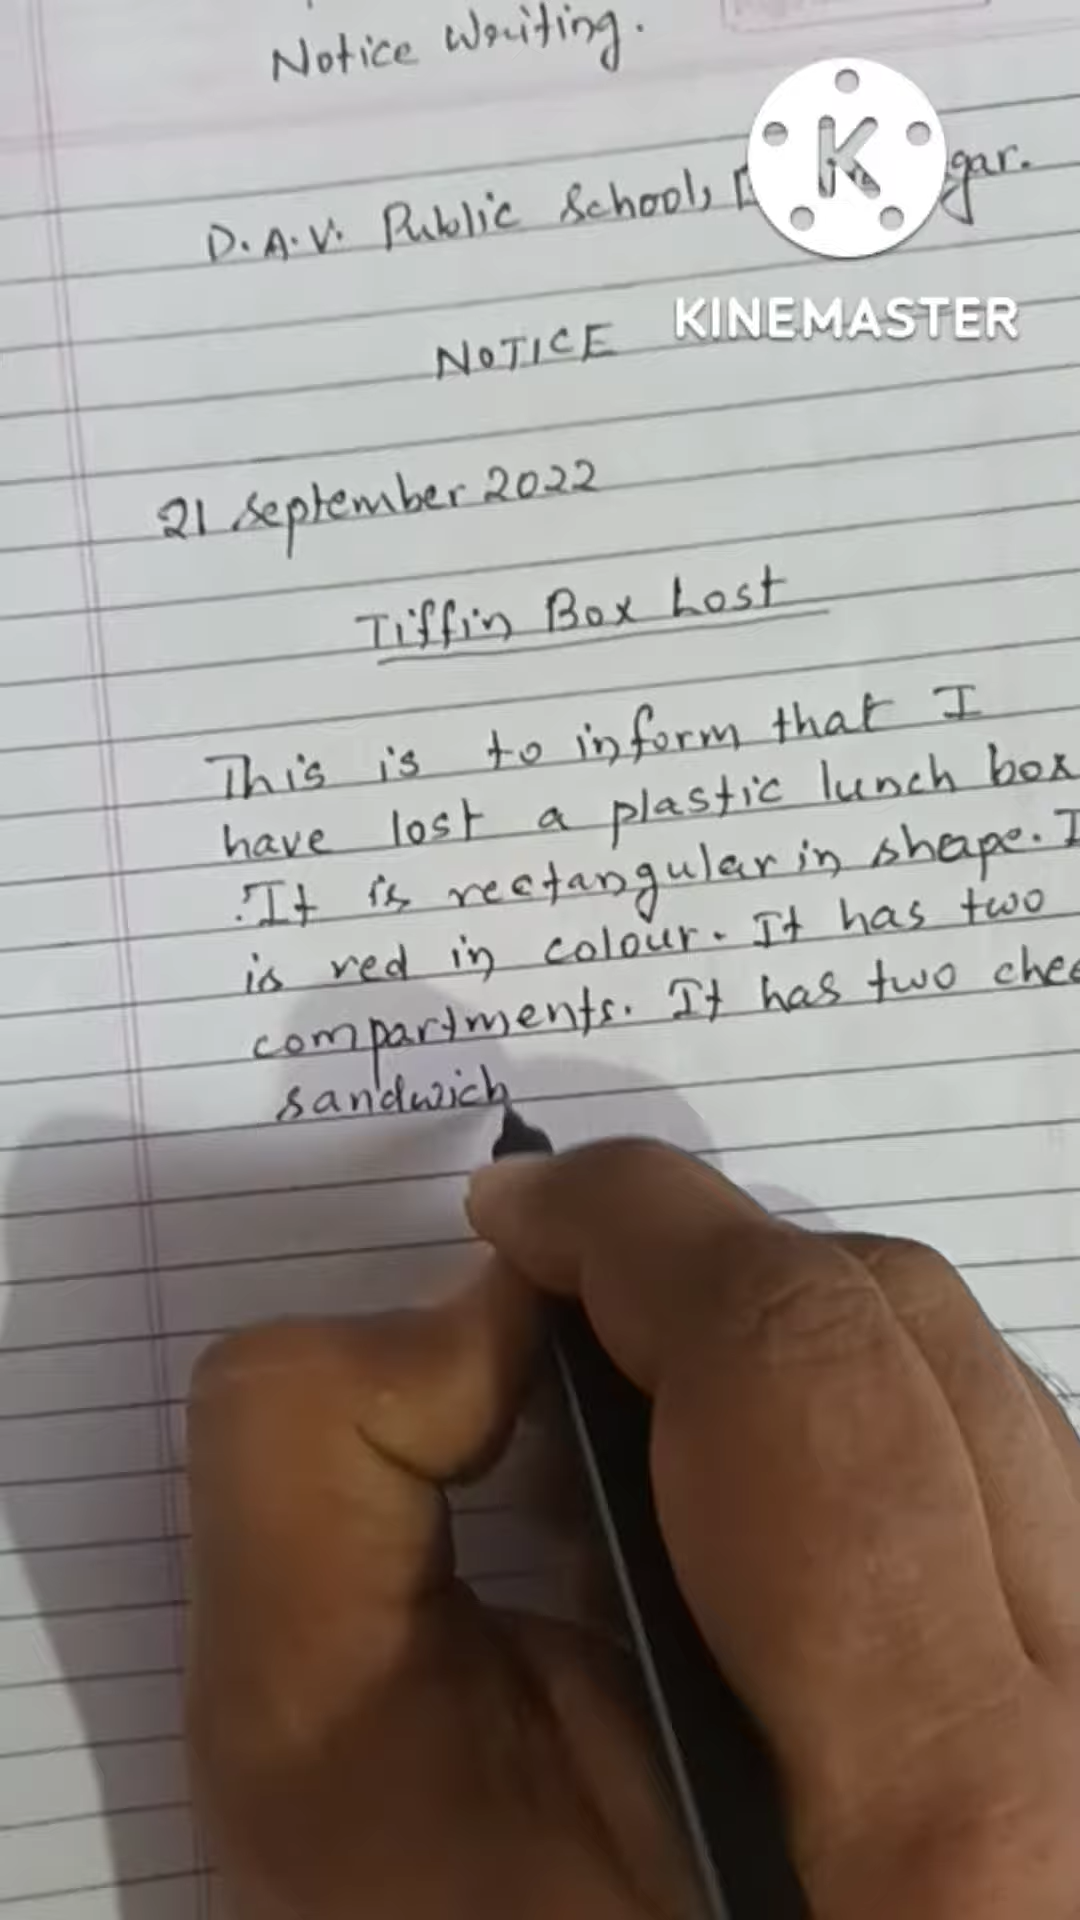 Notice Writing.
D.A.V. Public School, gar.
KINEMASTER
NOTICE
21 September 2022
Tiffin Box Lost
This is to inform that I
have lost a plastic lunch box
. It is rectangular in shape. I
is red in colour. It has two
compartments. It has two chee
sandwich